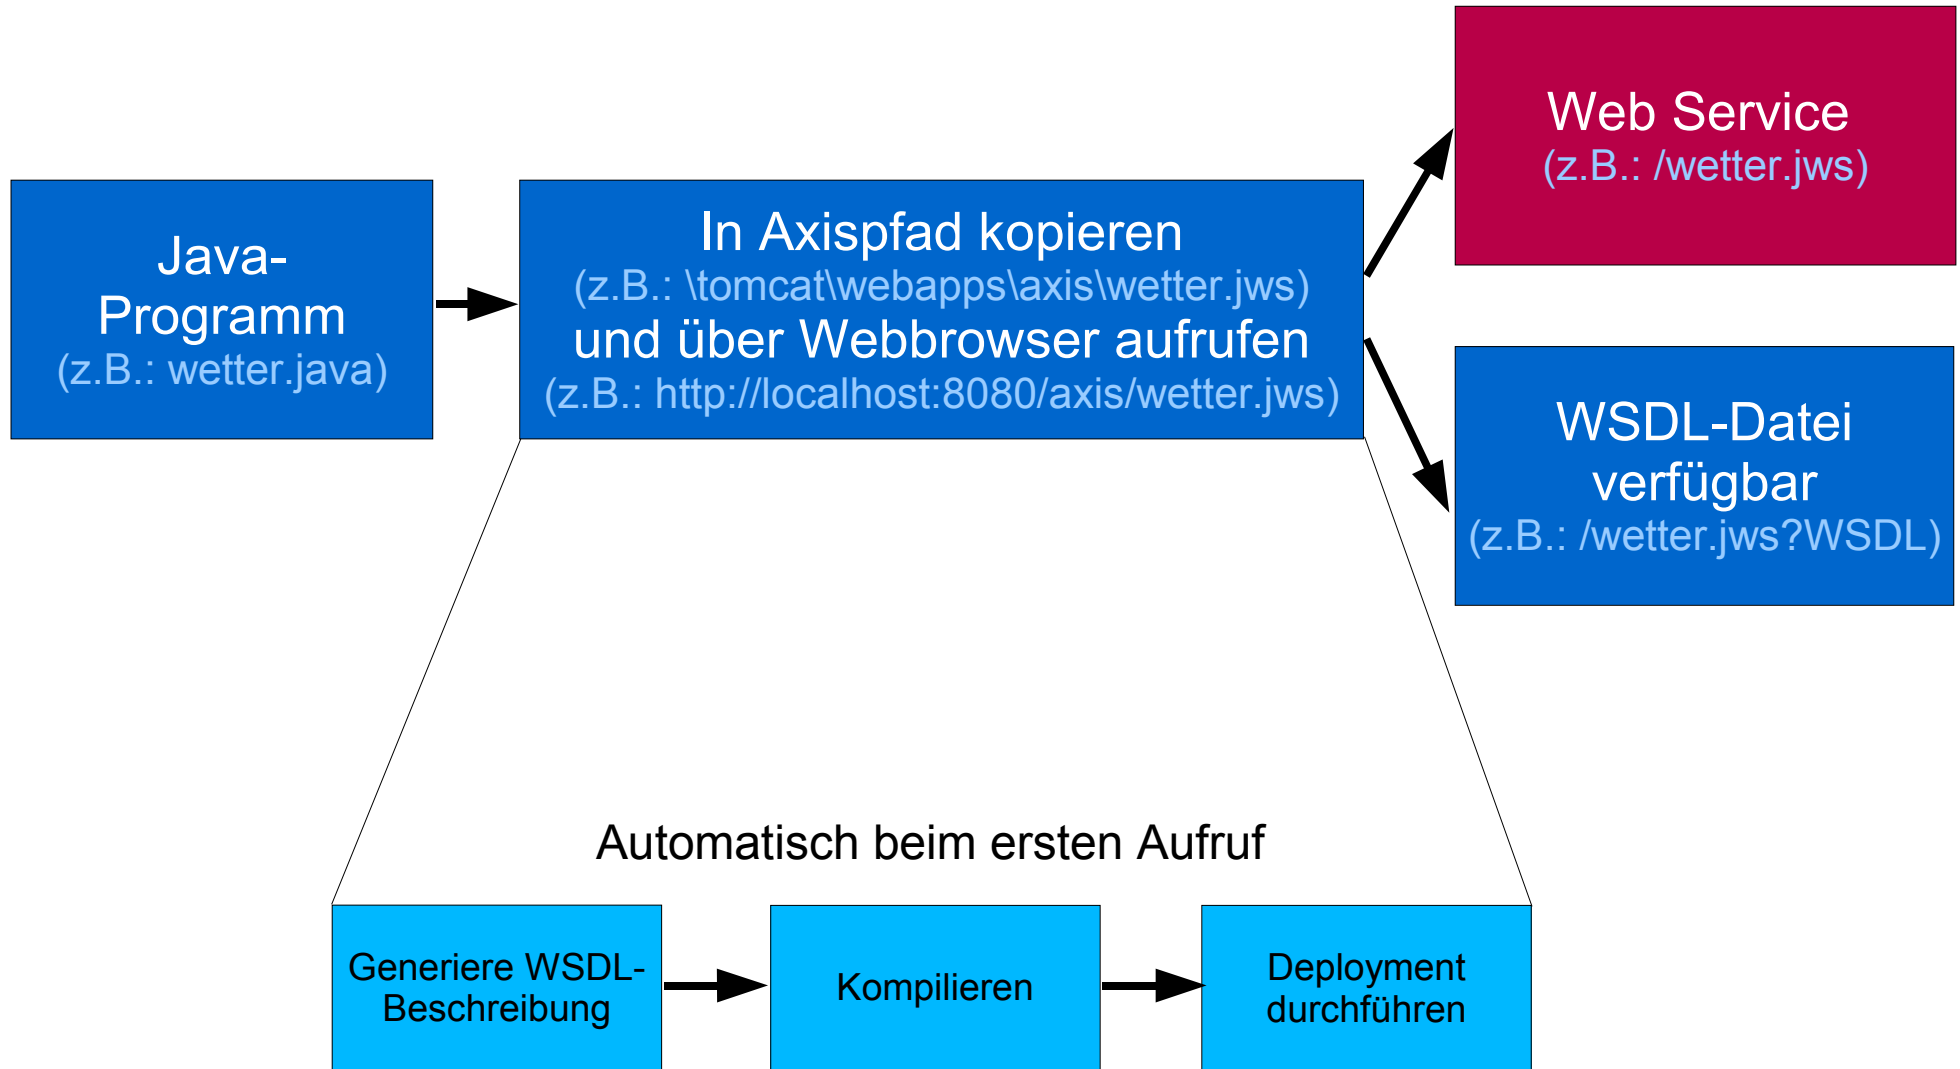 Java-
Programm
(z.B.: wetter.java)
In Axispfad kopieren
(z.B.: \tomcat\webapps\axis\wetter.jws)
und über Webbrowser aufrufen
(z.B.: http://localhost:8080/axis/wetter.jws)
Web Service
(z.B.: /wetter.jws)
WSDL-Datei
verfügbar
(z.B.: /wetter.jws?WSDL)
Automatisch beim ersten Aufruf
Generiere WSDL-
Beschreibung
Kompilieren
Deployment
durchführen